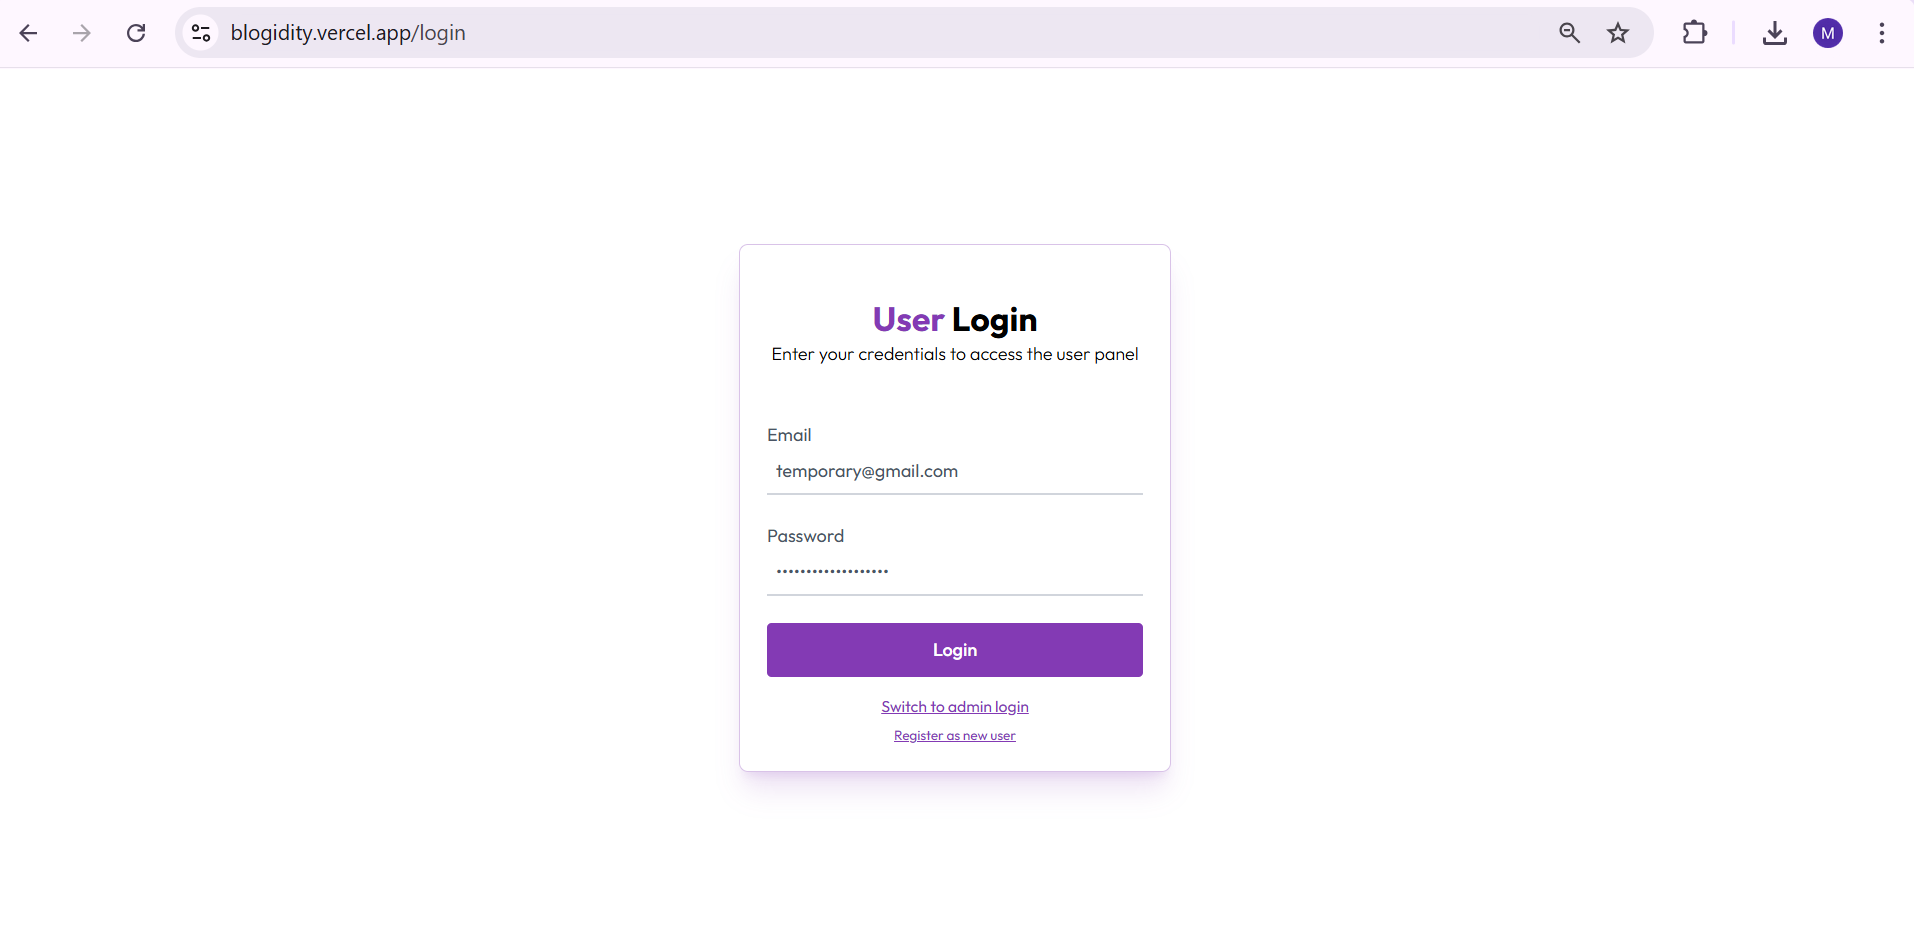 blogidity.vercel.app/login
M
User Login
Enter your credentials to access the user panel
Email
temporary@gmail.com
Password
•••••••••••••••••••
Login
Switch to admin login
Register as new user